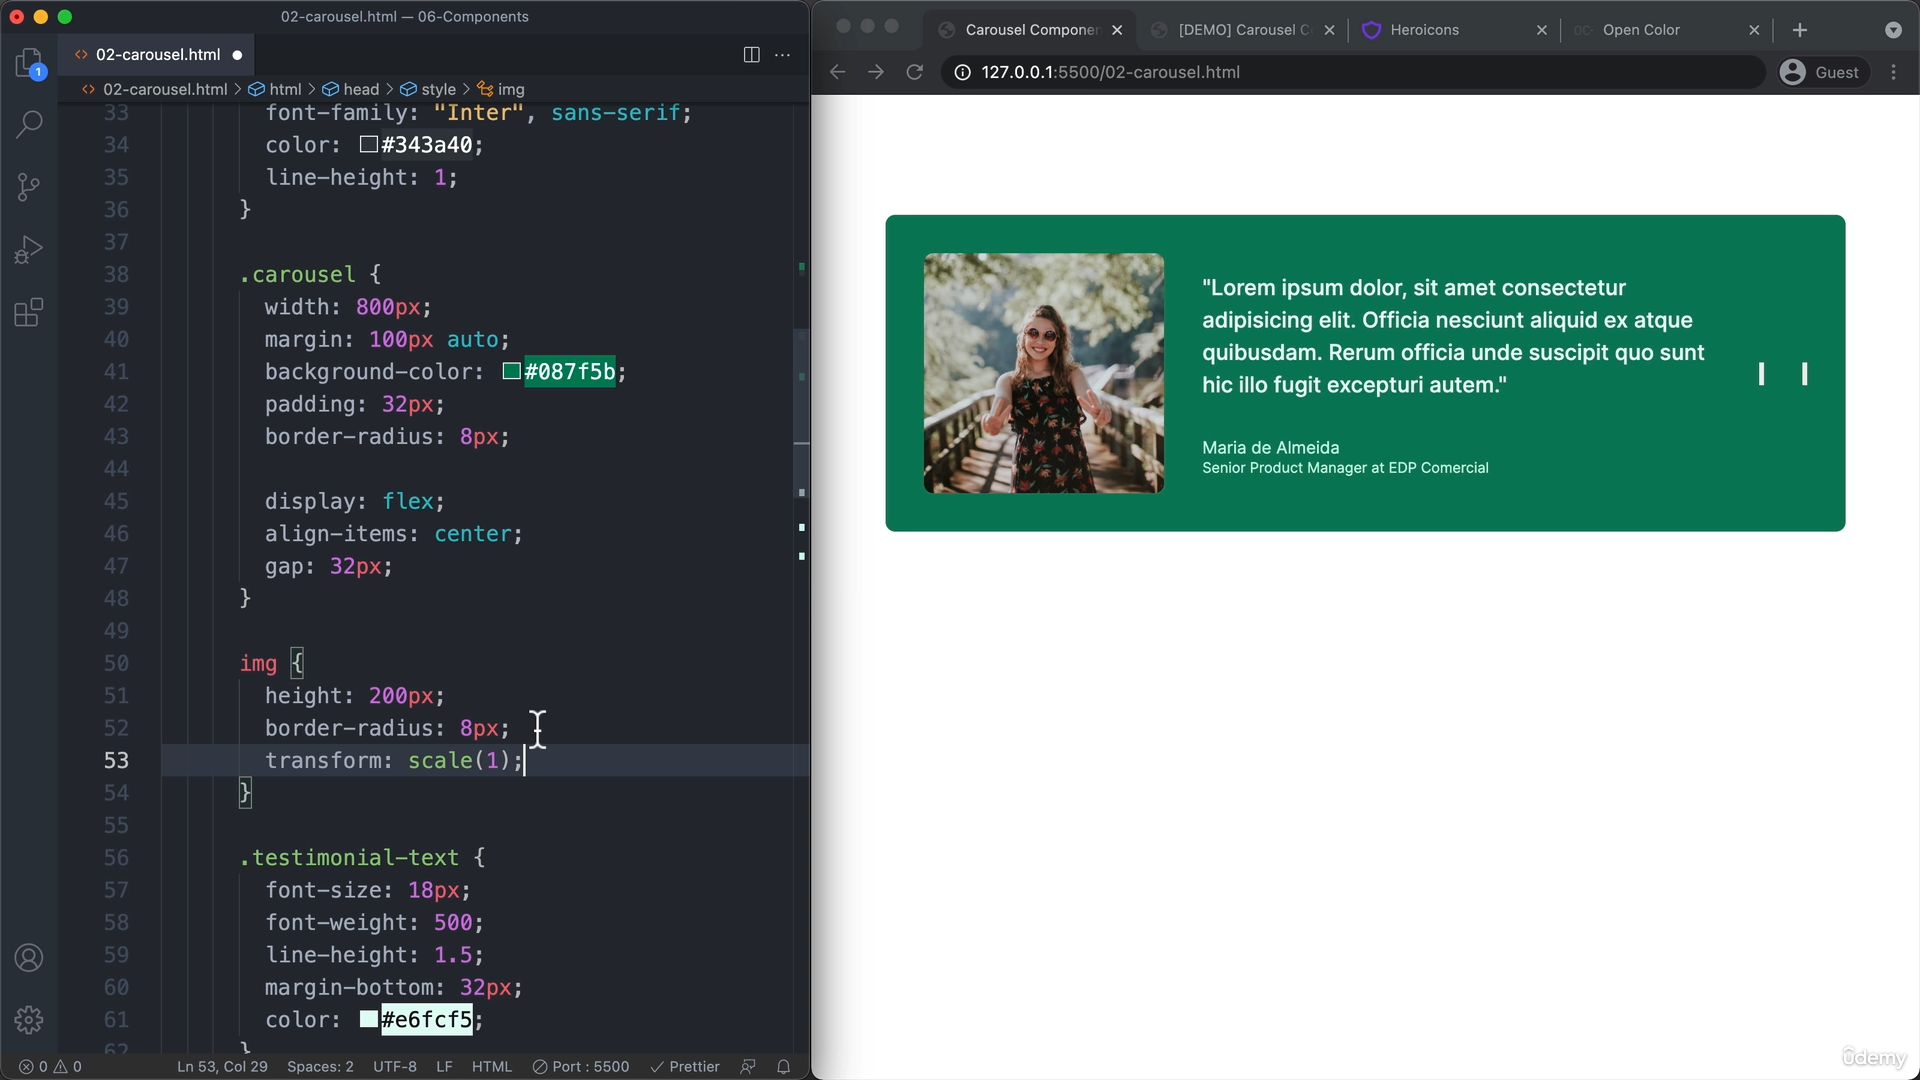 02-carousel.html — 06-Components
02-carousel.html
02-carousel.html > html > head > style > img
33 font-family: "Inter", sans-serif;
34 color: #343a40;
35 line-height: 1;
36 }
37
38 .carousel {
39 width: 800px;
40 margin: 100px auto;
41 background-color: #087f5b;
42 padding: 32px;
43 border-radius: 8px;
44
45 display: flex;
46 align-items: center;
47 gap: 32px;
48 }
49
50 img {
51 height: 200px;
52 border-radius: 8px;
53 transform: scale(1);
54 }
55
56 .testimonial-text {
57 font-size: 18px;
58 font-weight: 500;
59 line-height: 1.5;
60 margin-bottom: 32px;
61 color: #e6fcf5;
62 }
1
0 0 Ln 53, Col 29 Spaces: 2 UTF-8 LF HTML Port : 5500 Prettier
Carousel Componen [DEMO] Carousel C Heroicons Open Color
127.0.0.1:5500/02-carousel.html Guest
"Lorem ipsum dolor, sit amet consectetur
adipisicing elit. Officia nesciunt aliquid ex atque
quibusdam. Rerum officia unde suscipit quo sunt
hic illo fugit excepturi autem."
Maria de Almeida
Senior Product Manager at EDP Comercial
ûdemy